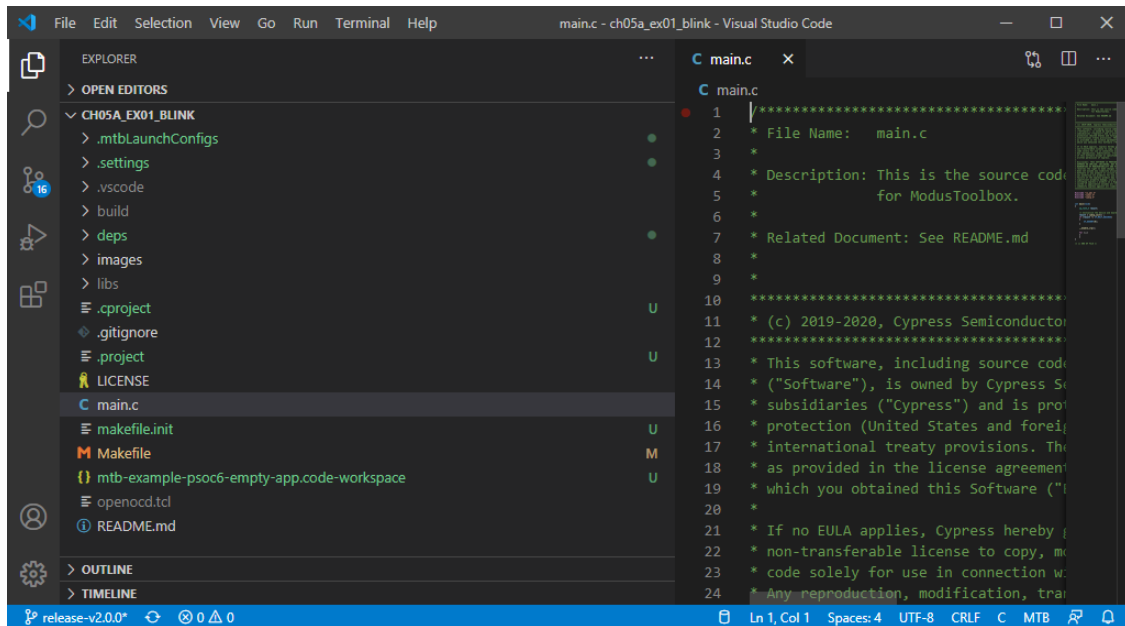 File Edit Selection View Go Run Terminal Help main.c - ch05a_ex01_blink - Visual Studio Code
EXPLORER
OPEN EDITORS
CH05A_EX01_BLINK
.mtbLaunchConfigs
.settings
.vscode
build
deps
images
libs
.cproject U
.gitignore
.project U
LICENSE
C main.c
makefile.init U
M Makefile M
{} mtb-example-psoc6-empty-app.code-workspace U
openocd.tcl
README.md
OUTLINE
TIMELINE
16
C main.c
C main.c
1 /************************************
2 * File Name: main.c
3 *
4 * Description: This is the source code
5 * for ModusToolbox.
6 *
7 * Related Document: See README.md
8 *
9 *
10 *************************************
11 * (c) 2019-2020, Cypress Semiconductor
12 *************************************
13 * This software, including source code
14 * ("Software"), is owned by Cypress
15 * subsidiaries ("Cypress") and is
16 * protection (United States and
17 * international treaty provisions.
18 * as provided in the license agreement
19 * which you obtained this Software
20 *
21 * If no EULA applies, Cypress hereby
22 * non-transferable license to copy,
23 * code solely for use in connection
24 * Any reproduction, modification,
release-v2.0.0* 0 0 Ln 1, Col 1 Spaces: 4 UTF-8 CRLF C MTB